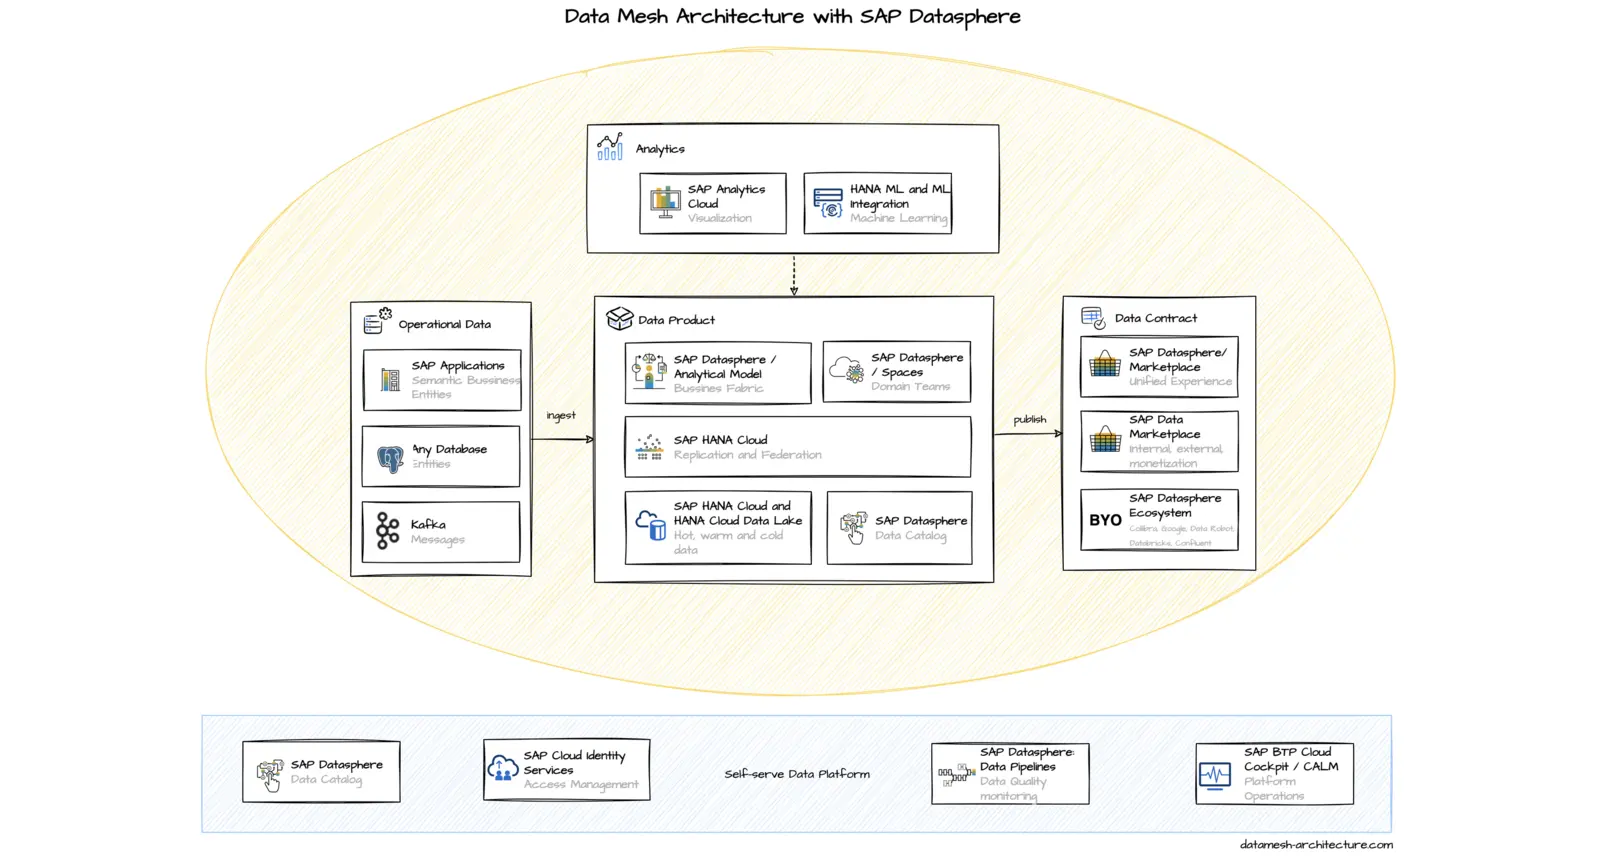 Data Mesh Architecture with SAP Datasphere
Analytics
SAP Analytics
Cloud
Visualization
HANA ML and ML
Integration
Machine Learning
Operational Data
SAP Applications
Semantic Bussiness
Entities
Any Database
Entities
Kafka
Messages
ingest
Data Product
SAP Datasphere /
Analytical Model
Bussines Fabric
SAP Datasphere
/ Spaces
Domain Teams
SAP HANA Cloud
Replication and Federation
SAP HANA Cloud and
HANA Cloud Data Lake
Hot, warm and cold
data
SAP Datasphere
Data Catalog
publish
Data Contract
SAP Datasphere/
Marketplace
Unified Experience
SAP Data
Marketplace
Internal, external,
monetization
BYO
SAP Datasphere
Ecosystem
Collibra, Google, Data Robot,
Databricks, Confluent
SAP Datasphere
Data Catalog
SAP Cloud Identity
Services
Access Management
Self-serve Data Platform
SAP Datasphere:
Data Pipelines
Data Quality
monitoring
SAP BTP Cloud
Cockpit / CALM
Platform
Operations
datamesh-architecture.com